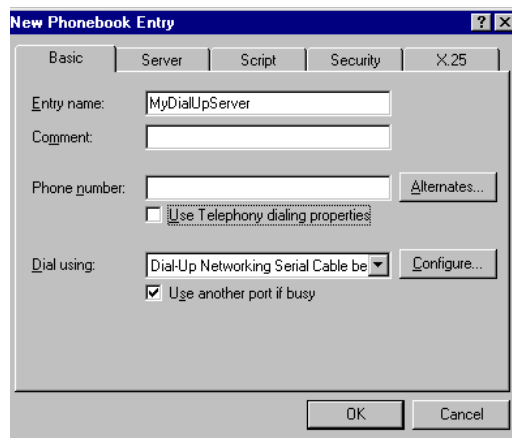 New Phonebook Entry
Basic Server Script Security X.25
Entry name: MyDialUpServer
Comment:
Phone number: Alternates...
Use Telephony dialing properties
Dial using: Dial-Up Networking Serial Cable be Configure...
Use another port if busy
OK Cancel